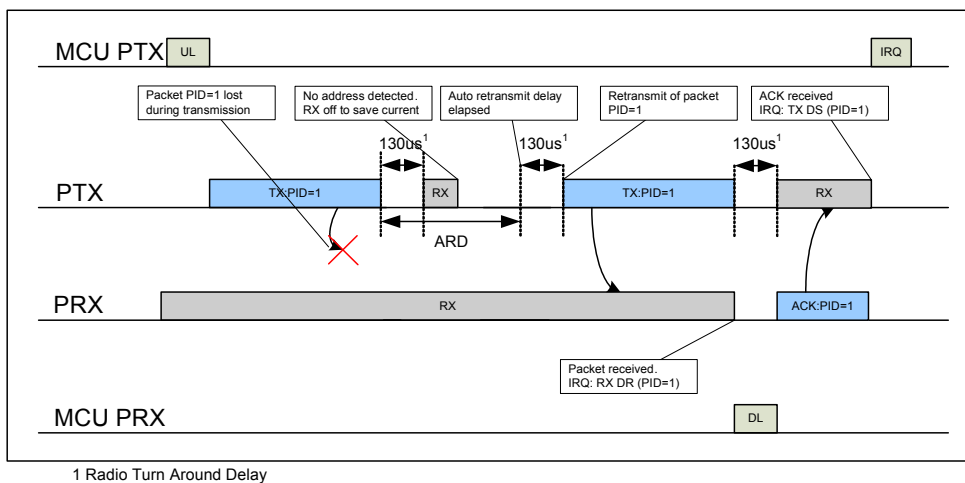 MCU PTX
UL
IRQ
Packet PID=1 lost
during transmission
No address detected.
RX off to save current
Auto retransmit delay
elapsed
Retransmit of packet
PID=1
ACK received
IRQ: TX DS (PID=1)
130us1
130us1
130us1
PTX
TX:PID=1
RX
TX:PID=1
RX
ARD
PRX
RX
ACK:PID=1
Packet received.
IRQ: RX DR (PID=1)
MCU PRX
DL
1 Radio Turn Around Delay